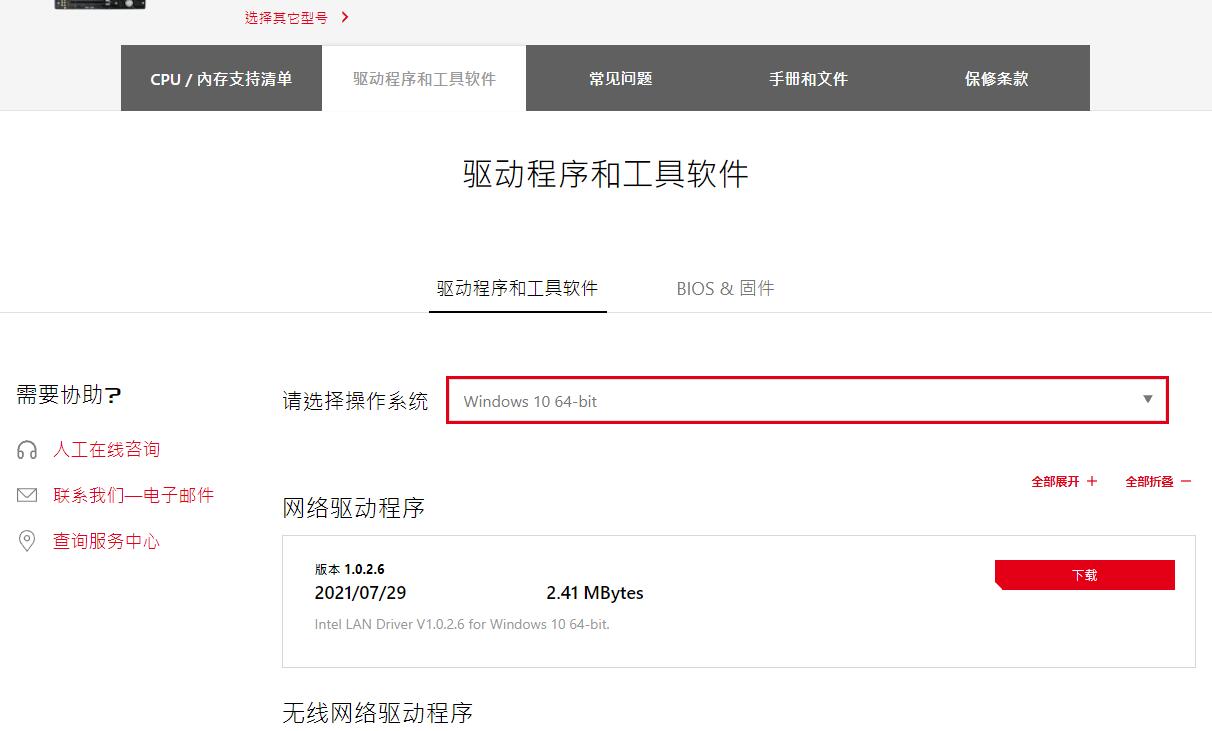 选择其它型号
CPU / 內存支持清单
驱动程序和工具软件
常见问题
手册和文件
保修条款
驱动程序和工具软件
驱动程序和工具软件
BIOS & 固件
需要协助?
人工在线咨询
联系我们—电子邮件
查询服务中心
请选择操作系统
Windows 10 64-bit
全部展开
全部折叠
网络驱动程序
版本 1.0.2.6
2021/07/29
2.41 MBytes
下载
Intel LAN Driver V1.0.2.6 for Windows 10 64-bit.
无线网络驱动程序